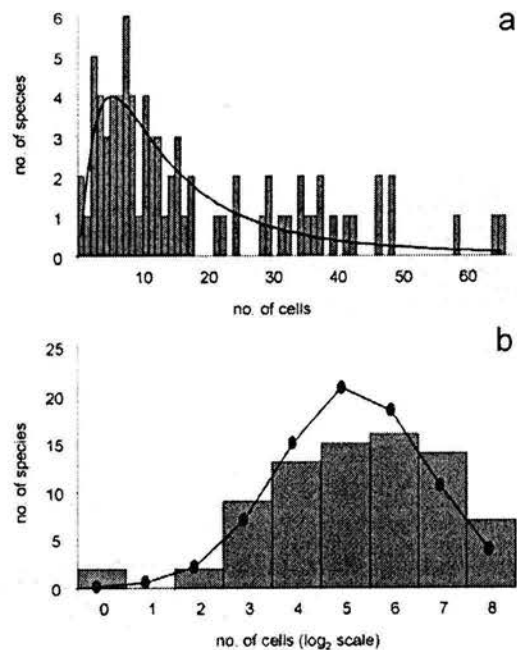 a
6
5
4
3
2
1
0
no. of species
10 20 30 40 50 60
no. of cells
b
25
20
15
10
5
0
no. of species
0 1 2 3 4 5 6 7 8
no. of cells (log2 scale)